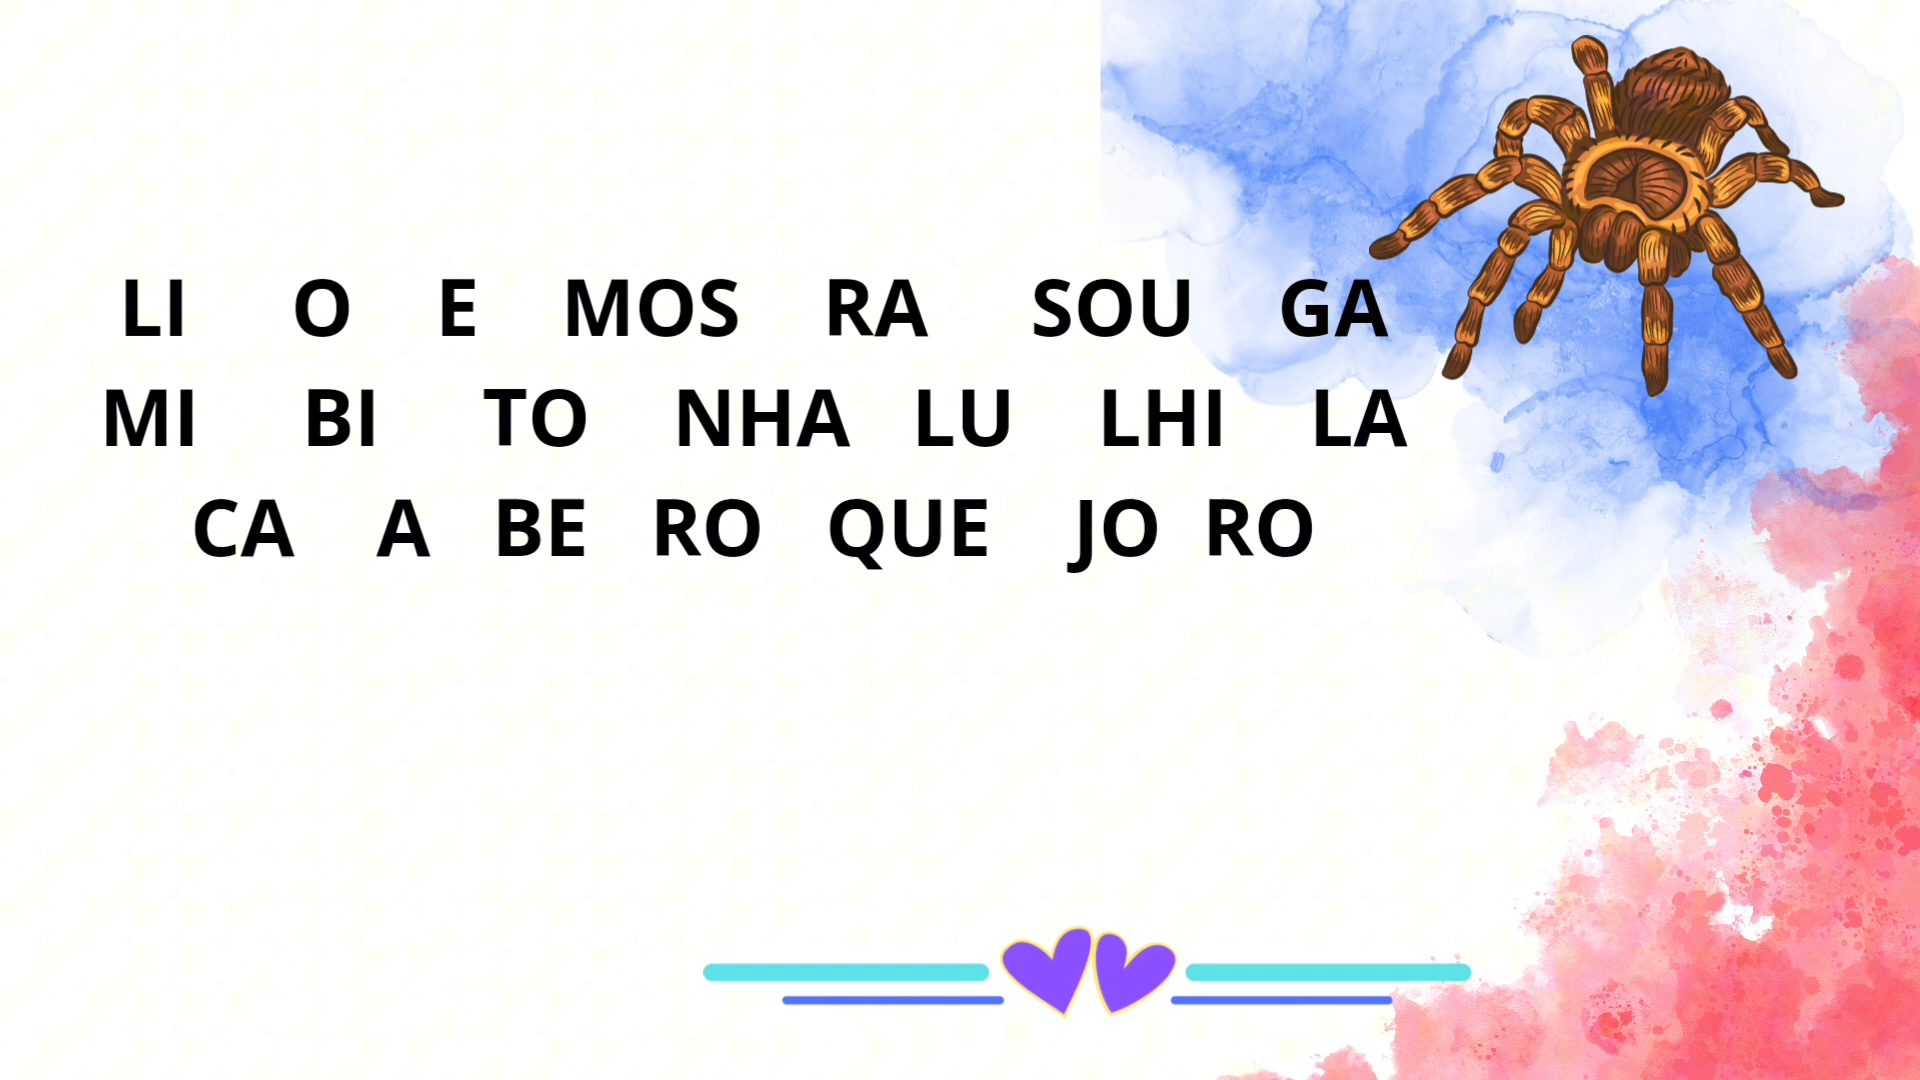 LI O E MOS RA SOU GA
MI BI TO NHA LU LHI LA
CA A BE RO QUE JO RO